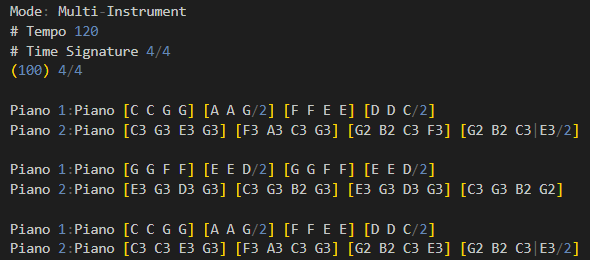 Mode: Multi-Instrument
# Tempo 120
# Time Signature 4/4
(100) 4/4
Piano 1:Piano [C C G G] [A A G/2] [F F E E] [D D C/2]
Piano 2:Piano [C3 G3 E3 G3] [F3 A3 C3 G3] [G2 B2 C3 F3] [G2 B2 C3|E3/2]
Piano 1:Piano [G G F F] [E E D/2] [G G F F] [E E D/2]
Piano 2:Piano [E3 G3 D3 G3] [C3 G3 B2 G3] [E3 G3 D3 G3] [C3 G3 B2 G2]
Piano 1:Piano [C C G G] [A A G/2] [F F E E] [D D C/2]
Piano 2:Piano [C3 C3 E3 G3] [F3 A3 C3 G3] [G2 B2 C3 E3] [G2 B2 C3|E3/2]